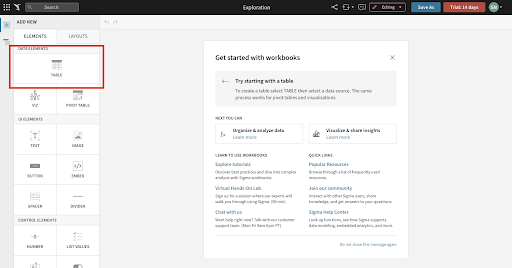 Search
Exploration
Editing
Save As
Trial: 14 days
SN
ADD NEW
ELEMENTS
LAYOUTS
DATA ELEMENTS
TABLE
VIZ
PIVOT TABLE
UI ELEMENTS
TEXT
IMAGE
BUTTON
EMBED
SPACER
DIVIDER
CONTROL ELEMENTS
NUMBER
LIST VALUES
Get started with workbooks
Try starting with a table
To create a table select TABLE then select a data source. The same
process works for pivot tables and visualizations.
NEXT YOU CAN
Organize & analyze data
Learn more
Visualize & share insights
Learn more
LEARN TO USE WORKBOOKS
Explore tutorials
Discover best practices and dive into complex
analysis with Sigma workbooks
Virtual Hands-On Lab
Sign up for a session where our experts will
walk you through using Sigma. (90 min)
Chat with us
Need help right now? Talk with our customer
support team. (Mon-Fri 9am-6pm PT)
QUICK LINKS
Popular Resources
Browse through a list of frequently used
resources.
Join our community
Interact with other Sigma users, share
knowledge, and get answers to your questions.
Sigma Help Center
Look up functions, see how Sigma supports
data modeling, embedded analytics, and more.
Do not show this message again